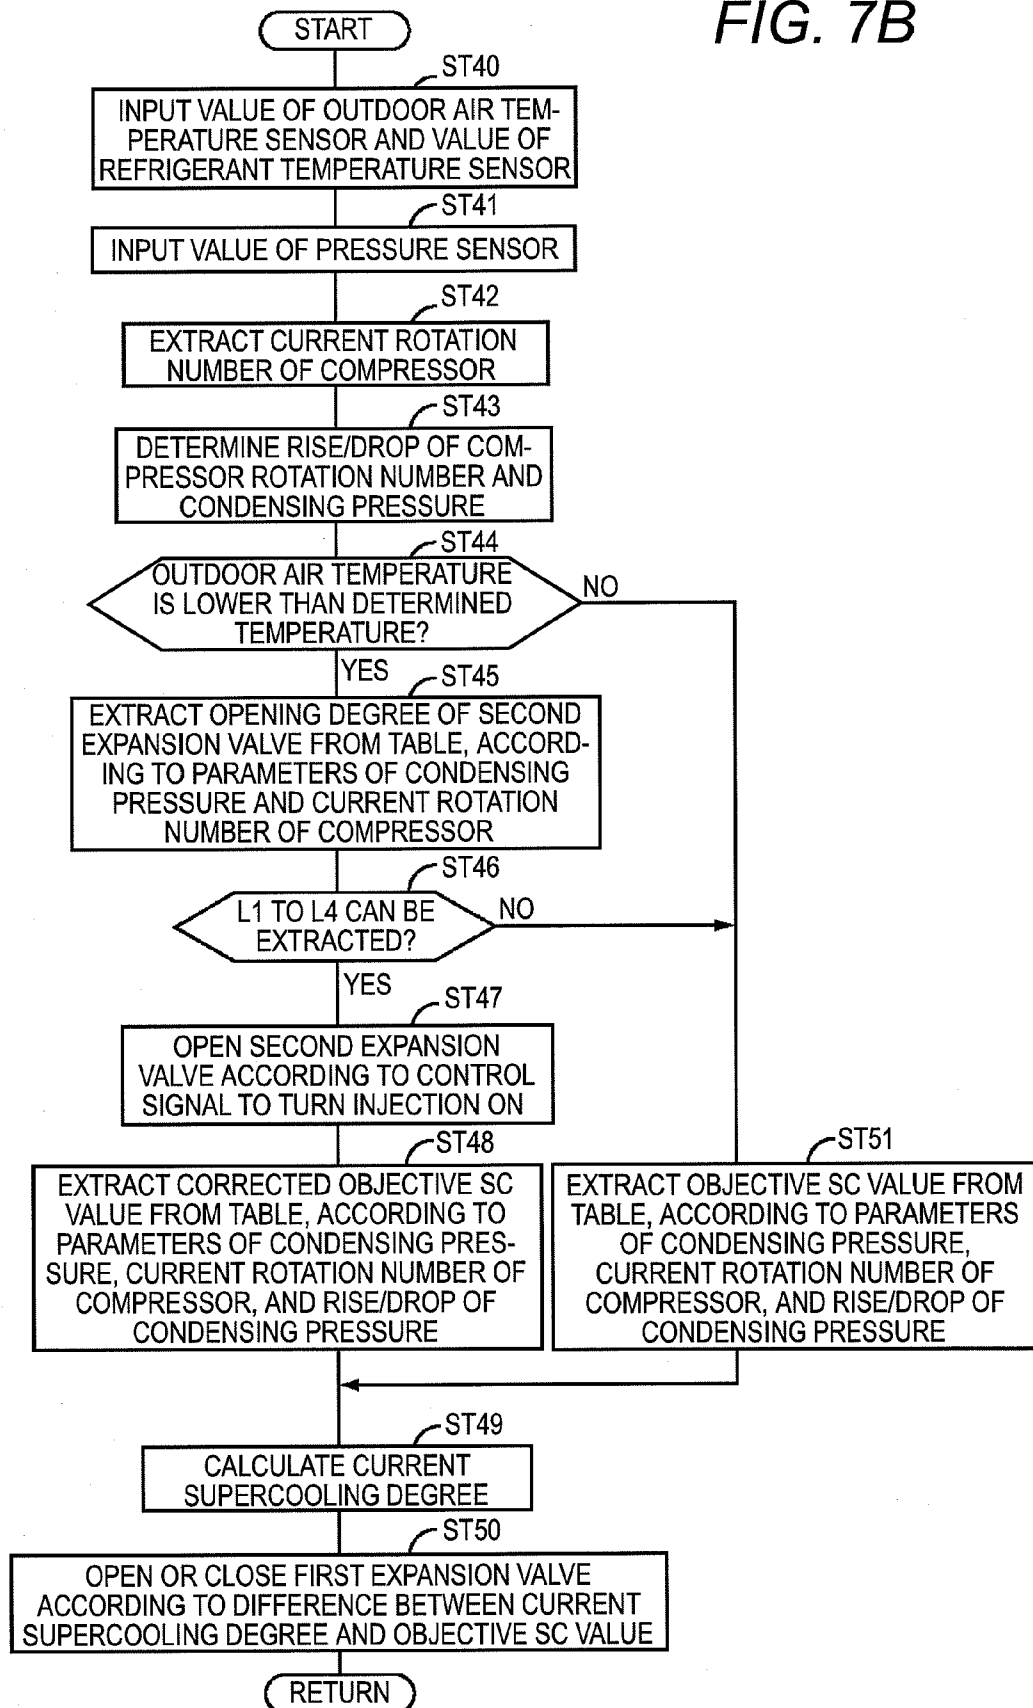 FIG. 7B
START
ST40
INPUT VALUE OF OUTDOOR AIR TEM-
PERATURE SENSOR AND VALUE OF
REFRIGERANT TEMPERATURE SENSOR
ST41
INPUT VALUE OF PRESSURE SENSOR
ST42
EXTRACT CURRENT ROTATION
NUMBER OF COMPRESSOR
ST43
DETERMINE RISE/DROP OF COM-
PRESSOR ROTATION NUMBER AND
CONDENSING PRESSURE
ST44
OUTDOOR AIR TEMPERATURE
IS LOWER THAN DETERMINED
TEMPERATURE?
NO
YES
ST45
EXTRACT OPENING DEGREE OF SECOND
EXPANSION VALVE FROM TABLE, ACCORD-
ING TO PARAMETERS OF CONDENSING
PRESSURE AND CURRENT ROTATION
NUMBER OF COMPRESSOR
ST46
L1 TO L4 CAN BE
EXTRACTED?
NO
YES
ST47
OPEN SECOND EXPANSION
VALVE ACCORDING TO CONTROL
SIGNAL TO TURN INJECTION ON
ST48
EXTRACT CORRECTED OBJECTIVE SC
VALUE FROM TABLE, ACCORDING TO
PARAMETERS OF CONDENSING PRES-
SURE, CURRENT ROTATION NUMBER OF
COMPRESSOR, AND RISE/DROP OF
CONDENSING PRESSURE
ST51
EXTRACT OBJECTIVE SC VALUE FROM
TABLE, ACCORDING TO PARAMETERS
OF CONDENSING PRESSURE,
CURRENT ROTATION NUMBER OF
COMPRESSOR, AND RISE/DROP OF
CONDENSING PRESSURE
ST49
CALCULATE CURRENT
SUPERCOOLING DEGREE
ST50
OPEN OR CLOSE FIRST EXPANSION VALVE
ACCORDING TO DIFFERENCE BETWEEN CURRENT
SUPERCOOLING DEGREE AND OBJECTIVE SC VALUE
RETURN